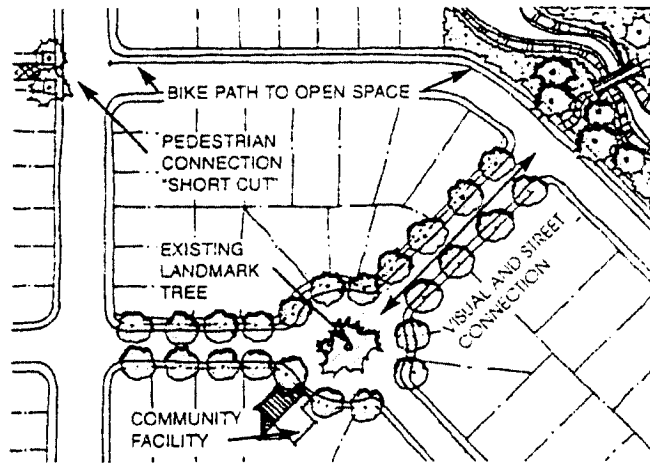 BIKE PATH TO OPEN SPACE
PEDESTRIAN
CONNECTION
"SHORT CUT"
EXISTING
LANDMARK
TREE
VISUAL AND STREET
CONNECTION
COMMUNITY
FACILITY